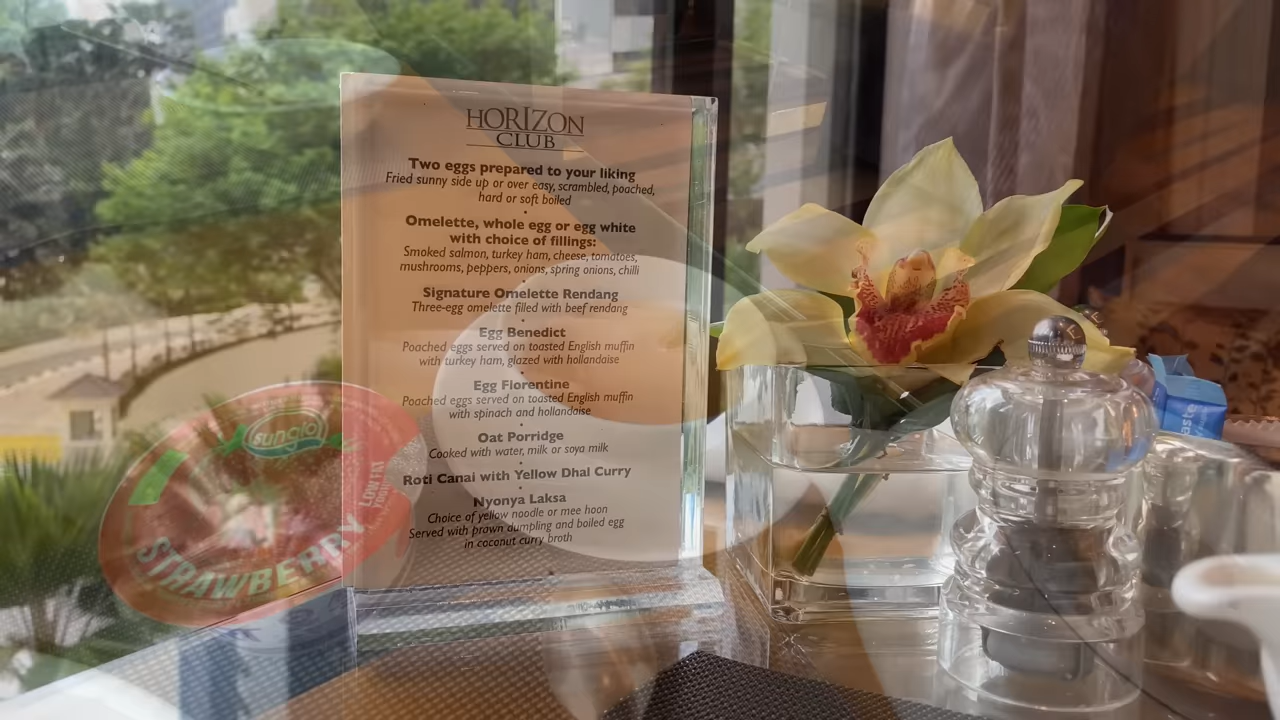 HORIZON
CLUB
Two eggs prepared to your liking
Fried sunny side up or over easy, scrambled, poached,
hard or soft boiled
•
Omelette, whole egg or egg white
with choice of fillings:
Smoked salmon, turkey ham, cheese, tomatoes,
mushrooms, peppers, onions, spring onions, chilli
•
Signature Omelette Rendang
Three-egg omelette filled with beef rendang
•
Egg Benedict
Poached eggs served on toasted English muffin
with turkey ham, glazed with hollandaise
•
Egg Florentine
Poached eggs served on toasted English muffin
with spinach and hollandaise
•
Oat Porridge
Cooked with water, milk or soya milk
•
Roti Canai with Yellow Dhal Curry
•
Nyonya Laksa
Choice of yellow noodle or mee hoon
Served with prawn dumpling and boiled egg
in coconut curry broth
sunglo
LOW FAT
STRAWBERRY
aste